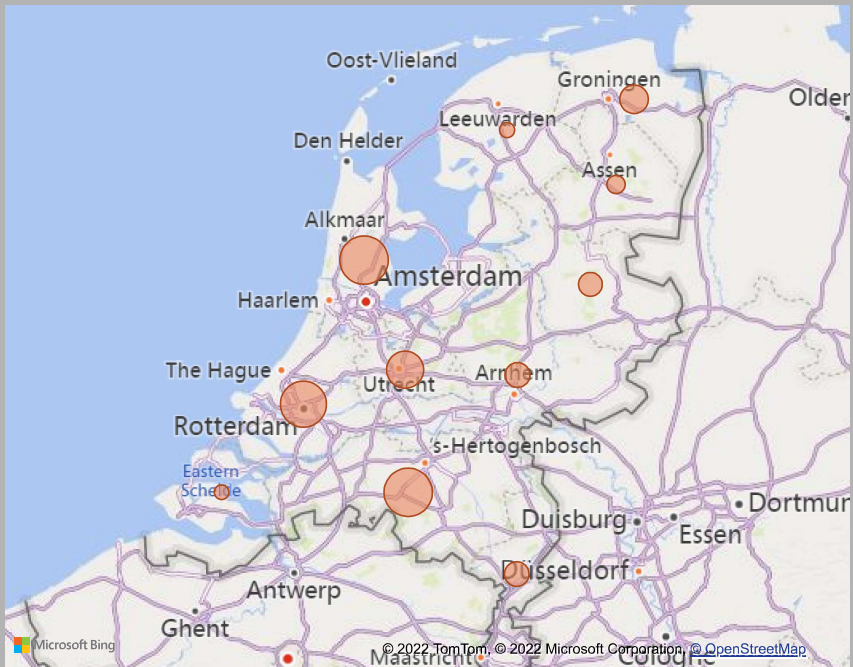 Oost-Vlieland
Groningen
Older
Leeuwarden
Den Helder
Assen
Alkmaar
Amsterdam
Haarlem
The Hague
Utrecht
Arnhem
Rotterdam
's-Hertogenbosch
Eastern
Schelde
Duisburg
Dortmun
Essen
Düsseldorf
Antwerp
Ghent
Microsoft Bing
Maastricht
Cologne
© 2022 TomTom, © 2022 Microsoft Corporation, © OpenStreetMap